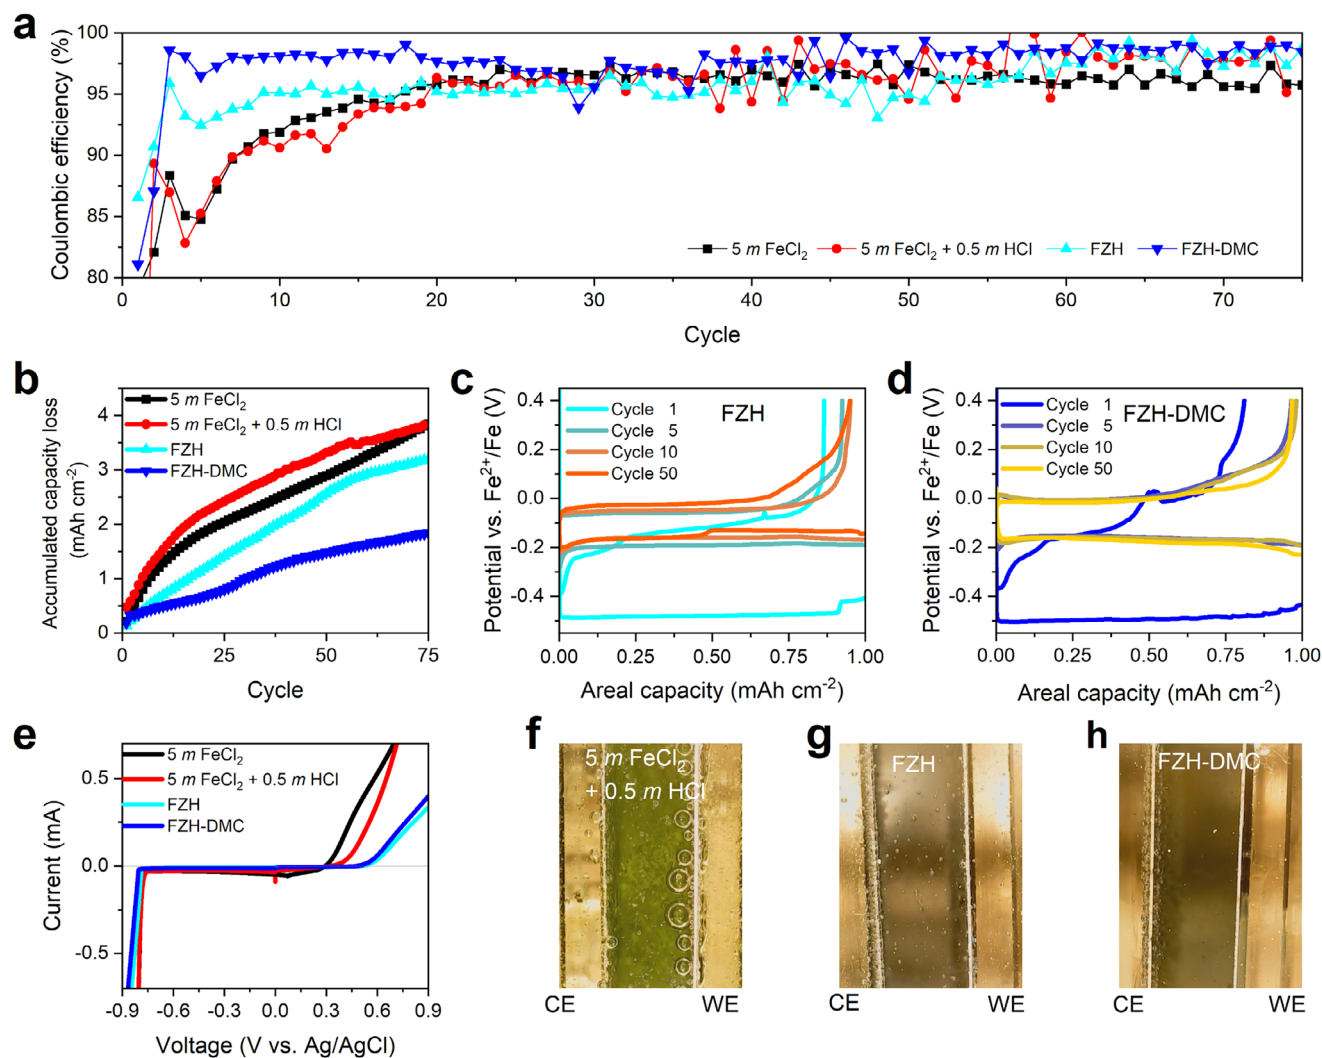 a
Coulombic efficiency (%)
100
95
90
85
80
5 m FeCl₂
5 m FeCl₂ + 0.5 m HCl
FZH
FZH-DMC
0 10 20 30 40 50 60 70
Cycle
b
Accumulated capacity loss
(mAh cm⁻²)
4
3
2
1
0
5 m FeCl₂
5 m FeCl₂ + 0.5 m HCl
FZH
FZH-DMC
0 25 50 75
Cycle
c
Potential vs. Fe²⁺/Fe (V)
0.4
0.2
0.0
-0.2
-0.4
Cycle 1
Cycle 5
Cycle 10
Cycle 50
FZH
0.00 0.25 0.50 0.75 1.00
Areal capacity (mAh cm⁻²)
d
Potential vs. Fe²⁺/Fe (V)
0.4
0.2
0.0
-0.2
-0.4
Cycle 1
Cycle 5
Cycle 10
Cycle 50
FZH-DMC
0.00 0.25 0.50 0.75 1.00
Areal capacity (mAh cm⁻²)
e
Current (mA)
0.5
0.0
-0.5
5 m FeCl₂
5 m FeCl₂ + 0.5 m HCl
FZH
FZH-DMC
-0.9 -0.6 -0.3 0.0 0.3 0.6 0.9
Voltage (V vs. Ag/AgCl)
f
5 m FeCl₂
+ 0.5 m HCl
CE WE
g
FZH
CE WE
h
FZH-DMC
CE WE